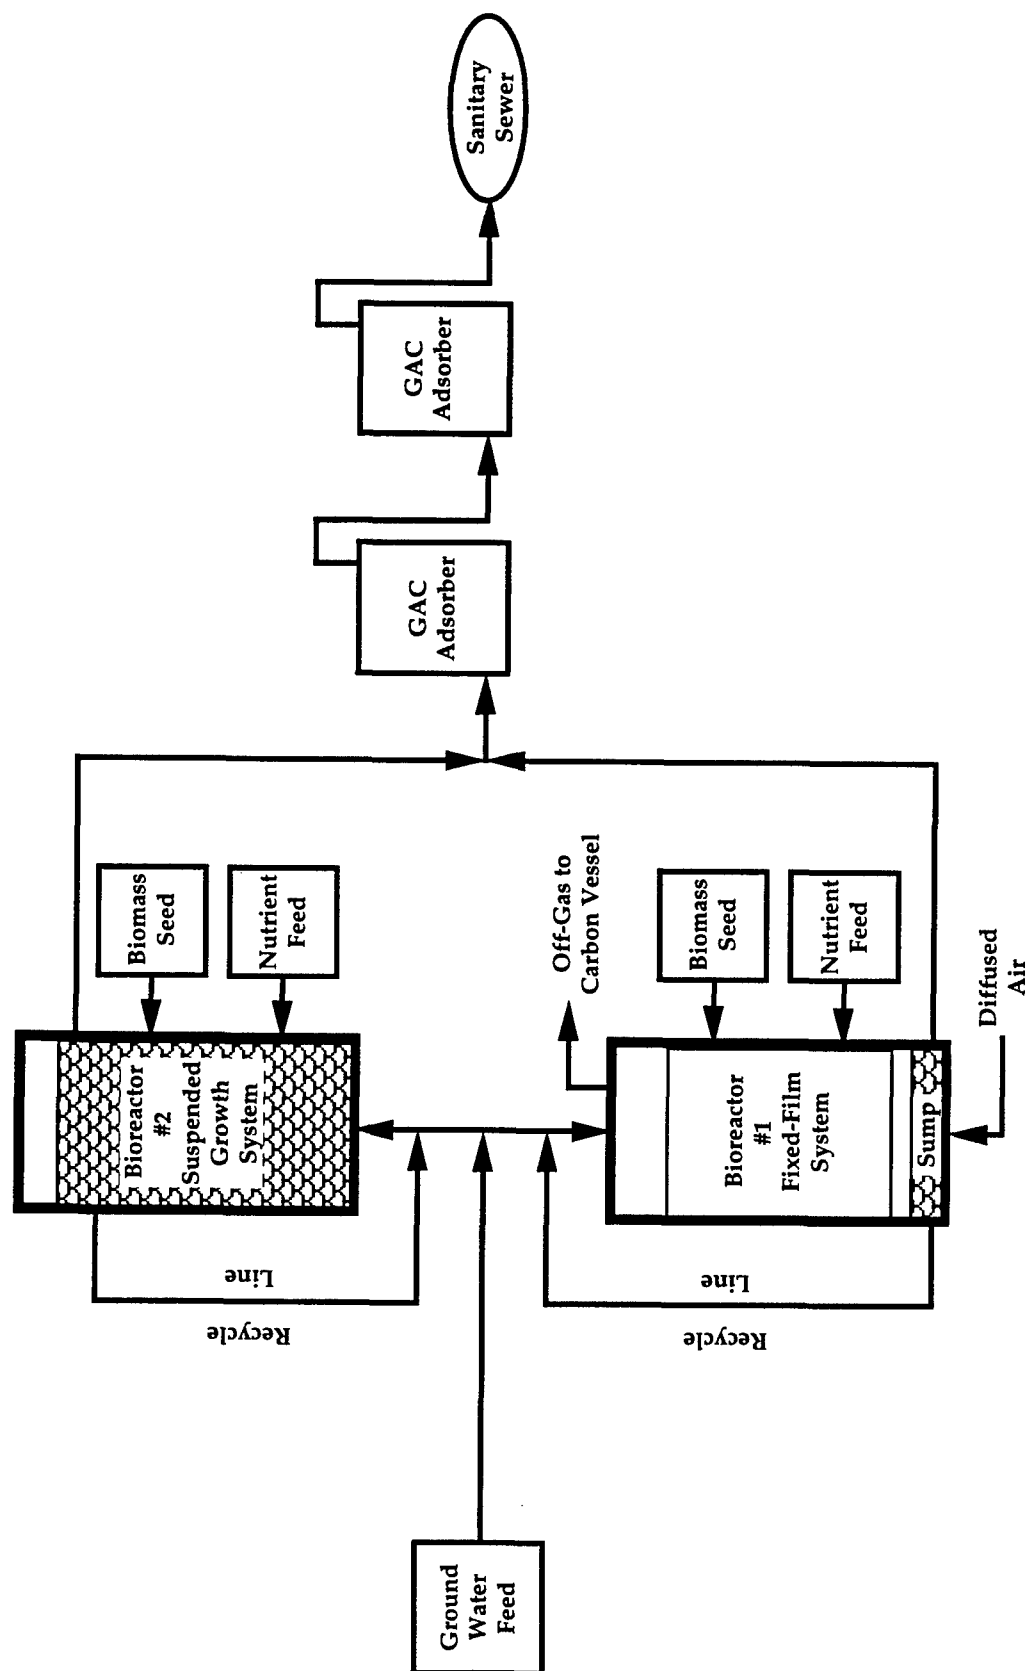 Ground
Water
Feed
Recycle
Line
Bioreactor
#2
Suspended
Growth
System
Biomass
Seed
Nutrient
Feed
Recycle
Line
Bioreactor
#1
Fixed-Film
System
Sump
Off-Gas to
Carbon Vessel
Biomass
Seed
Nutrient
Feed
Diffused
Air
GAC
Adsorber
GAC
Adsorber
Sanitary
Sewer